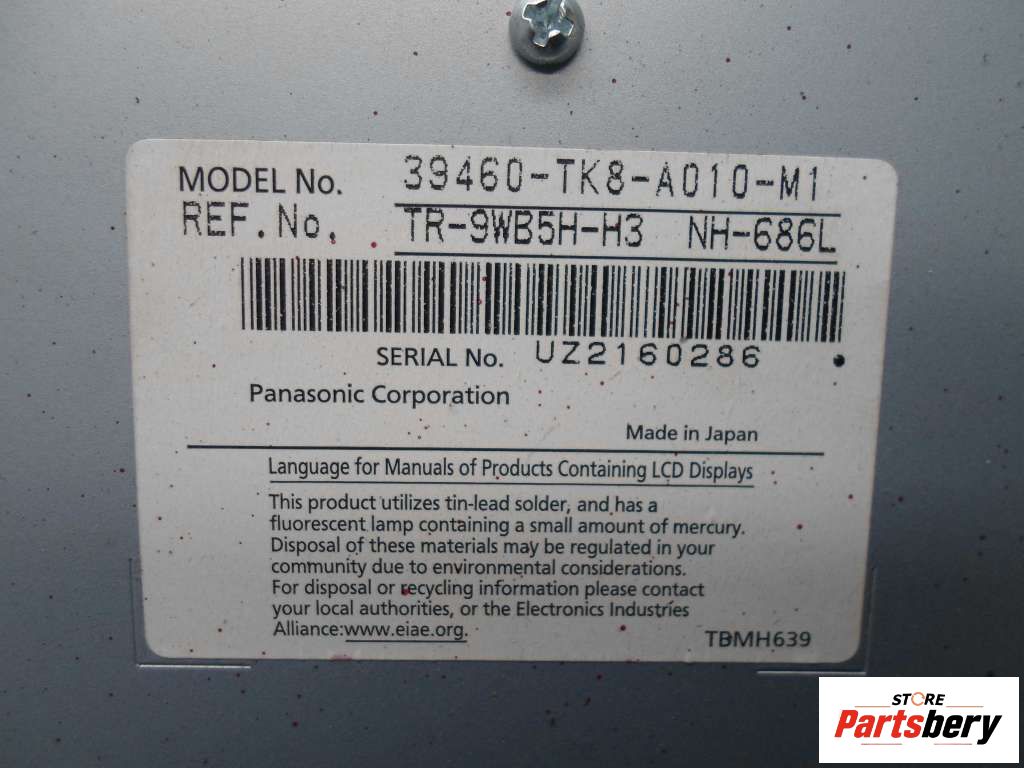 MODEL No. 39460-TK8-A010-M1
REF.No. TR-9WB5H-H3 NH-686L
SERIAL No. UZ2160286
Panasonic Corporation
Made in Japan
Language for Manuals of Products Containing LCD Displays
This product utilizes tin-lead solder, and has a
fluorescent lamp containing a small amount of mercury.
Disposal of these materials may be regulated in your
community due to environmental considerations.
For disposal or recycling information please contact
your local authorities, or the Electronics Industries
Alliance:www.eiae.org.
TBMH639
STORE
Partsbery